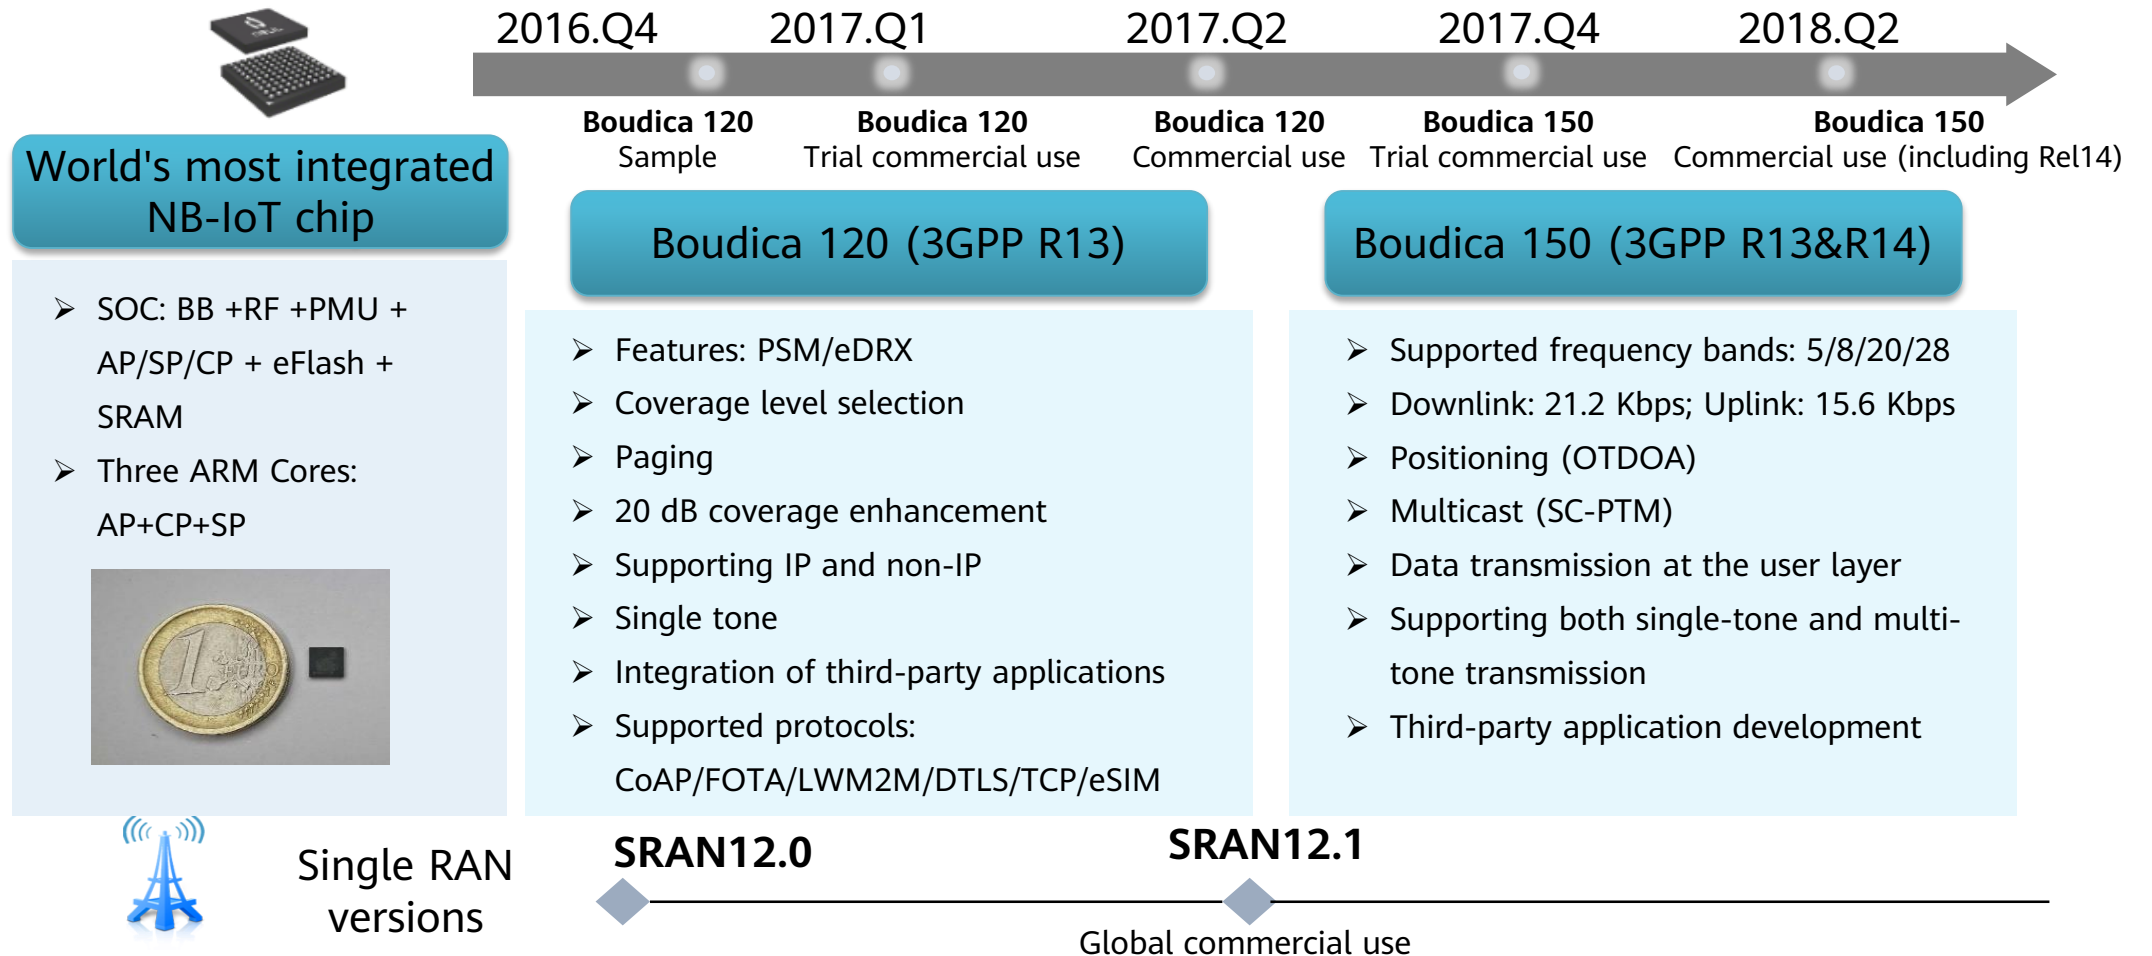 2016.Q4
2017.Q1
2017.Q2
2017.Q4
2018.Q2
Boudica 120
Sample
Boudica 120
Trial commercial use
Boudica 120
Commercial use
Boudica 150
Trial commercial use
Boudica 150
Commercial use (including Rel14)
World's most integrated
NB-IoT chip
➢ SOC: BB +RF +PMU +
AP/SP/CP + eFlash +
SRAM
➢ Three ARM Cores:
AP+CP+SP
1
EURO
Boudica 120 (3GPP R13)
➢ Features: PSM/eDRX
➢ Coverage level selection
➢ Paging
➢ 20 dB coverage enhancement
➢ Supporting IP and non-IP
➢ Single tone
➢ Integration of third-party applications
➢ Supported protocols:
CoAP/FOTA/LWM2M/DTLS/TCP/eSIM
Boudica 150 (3GPP R13&R14)
➢ Supported frequency bands: 5/8/20/28
➢ Downlink: 21.2 Kbps; Uplink: 15.6 Kbps
➢ Positioning (OTDOA)
➢ Multicast (SC-PTM)
➢ Data transmission at the user layer
➢ Supporting both single-tone and multi-
tone transmission
➢ Third-party application development
Single RAN
versions
SRAN12.0
SRAN12.1
Global commercial use